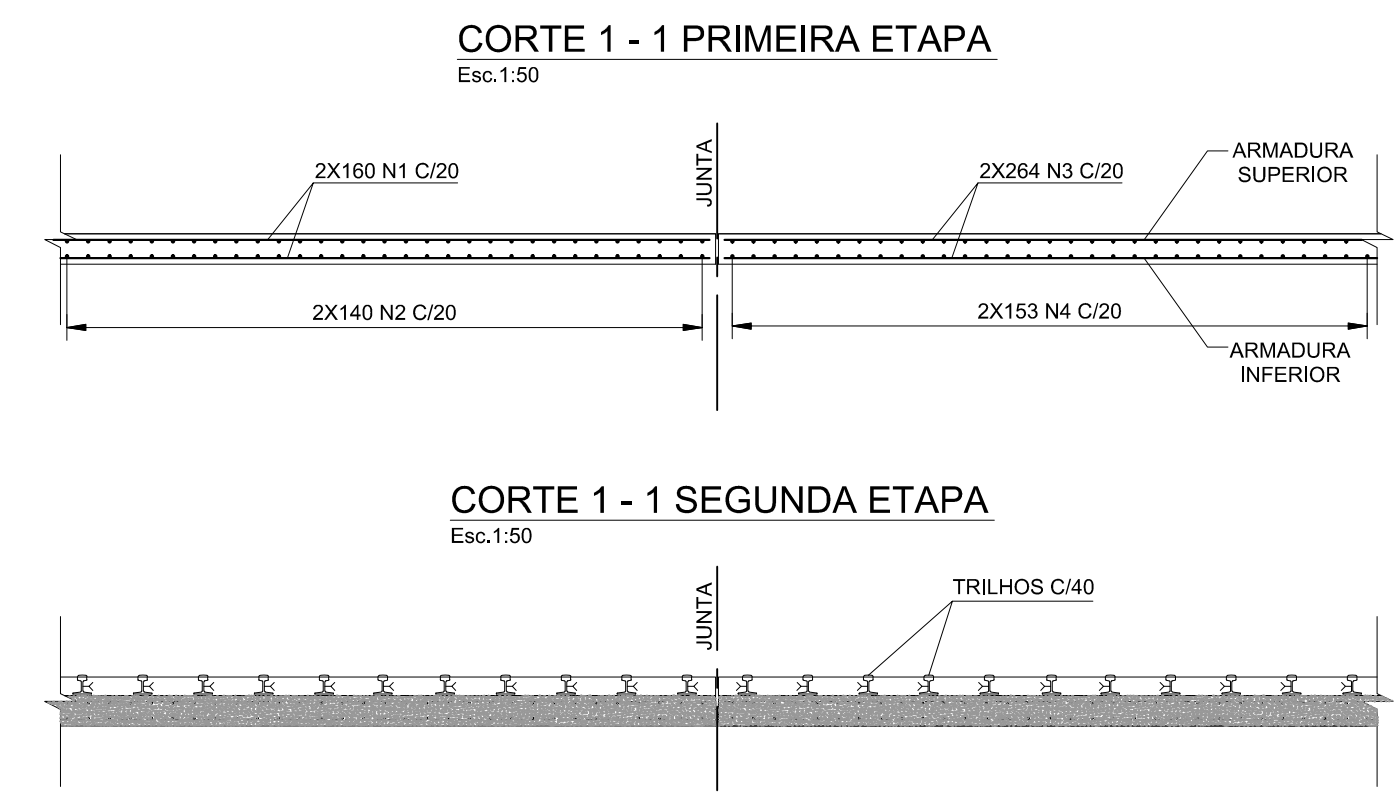 CORTE 1 - 1 PRIMEIRA ETAPA
Esc.1:50
JUNTA
2X160 N1 C/20
2X264 N3 C/20
ARMADURA
SUPERIOR
2X140 N2 C/20
2X153 N4 C/20
ARMADURA
INFERIOR
CORTE 1 - 1 SEGUNDA ETAPA
Esc.1:50
JUNTA
TRILHOS C/40